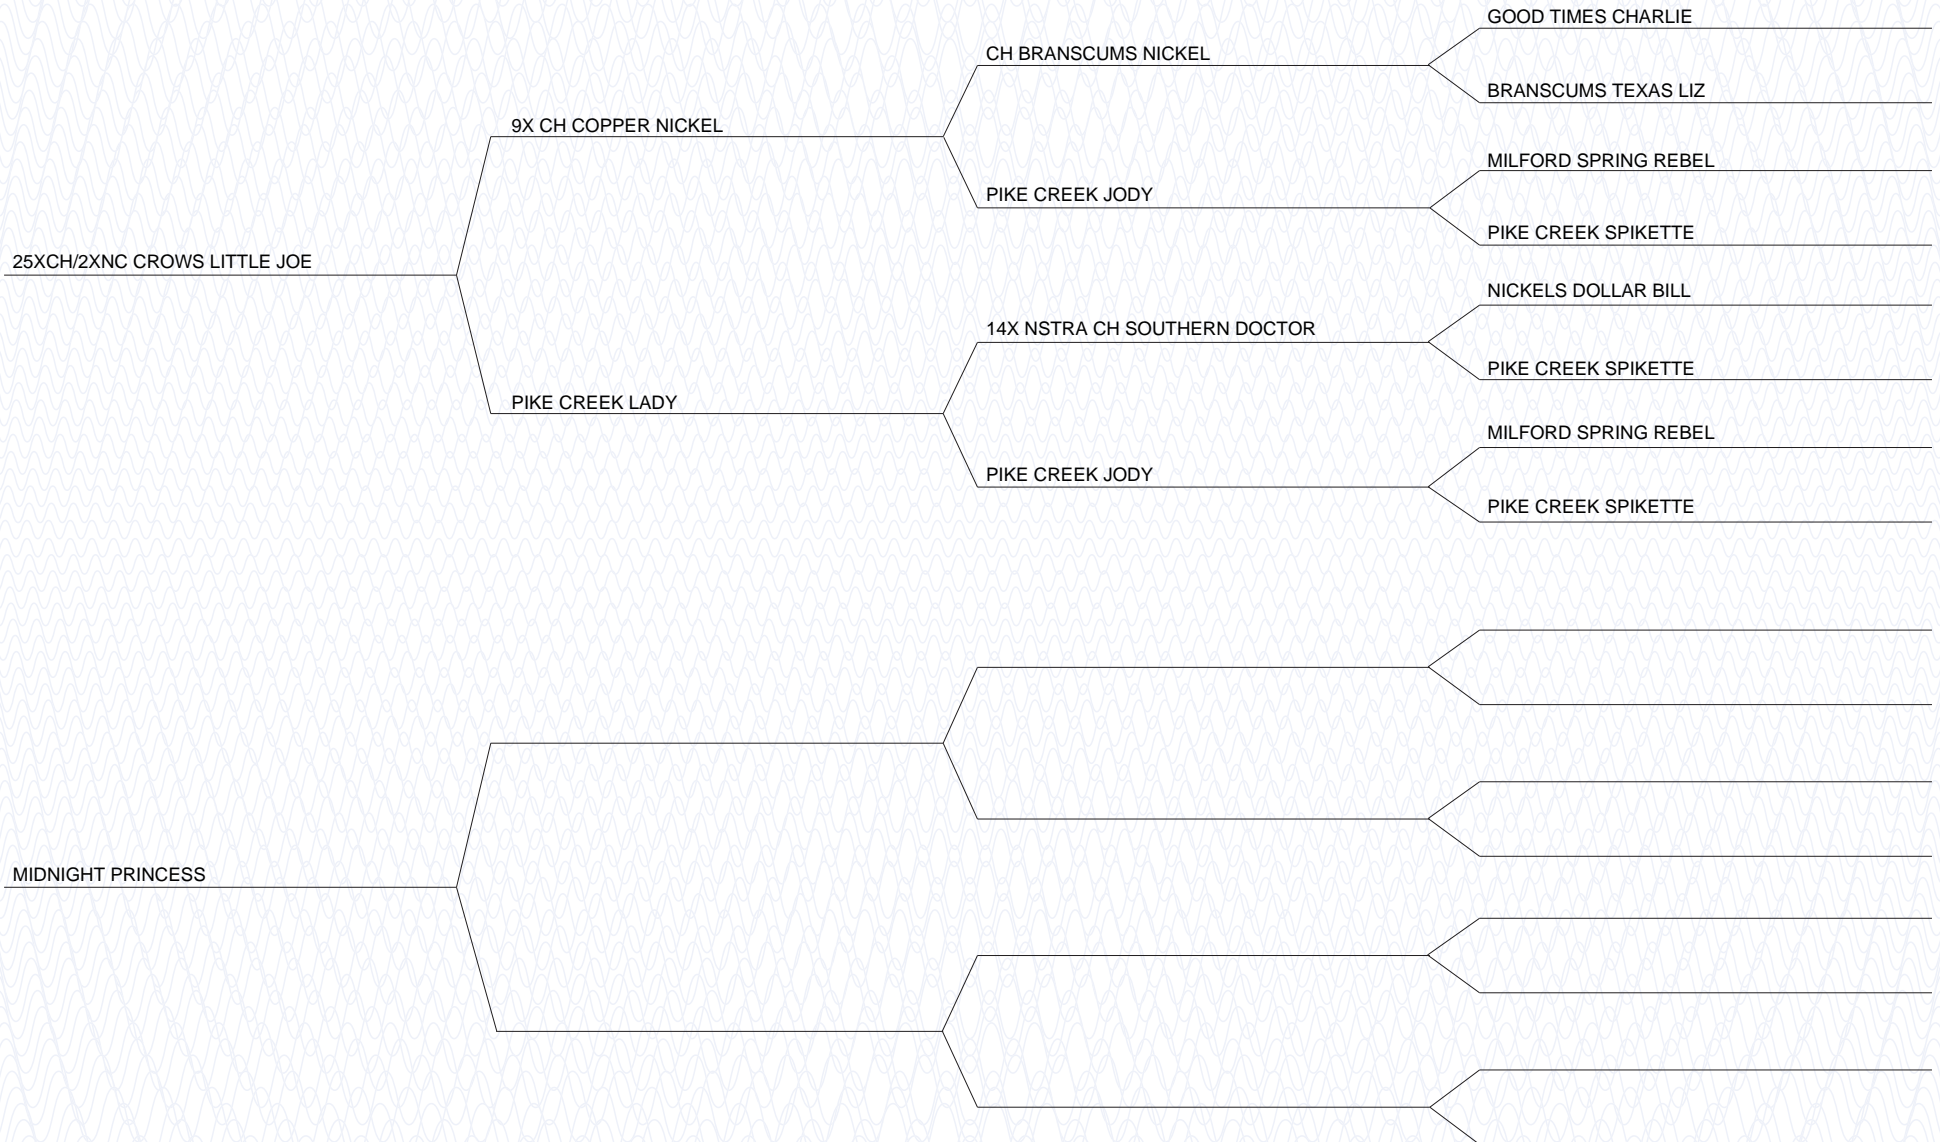 GOOD TIMES CHARLIE
CH BRANSCUMS NICKEL
BRANSCUMS TEXAS LIZ
9X CH COPPER NICKEL
MILFORD SPRING REBEL
PIKE CREEK JODY
PIKE CREEK SPIKETTE
25XCH/2XNC CROWS LITTLE JOE
NICKELS DOLLAR BILL
14X NSTRA CH SOUTHERN DOCTOR
PIKE CREEK SPIKETTE
PIKE CREEK LADY
MILFORD SPRING REBEL
PIKE CREEK JODY
PIKE CREEK SPIKETTE
MIDNIGHT PRINCESS